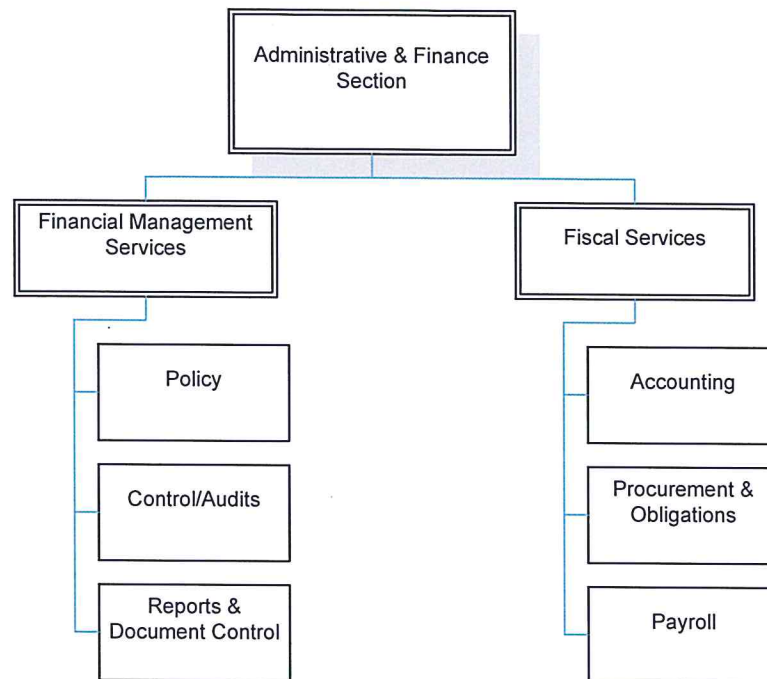 Administrative & Finance
Section
Financial Management
Services
Fiscal Services
Policy
Control/Audits
Reports &
Document Control
Accounting
Procurement &
Obligations
Payroll